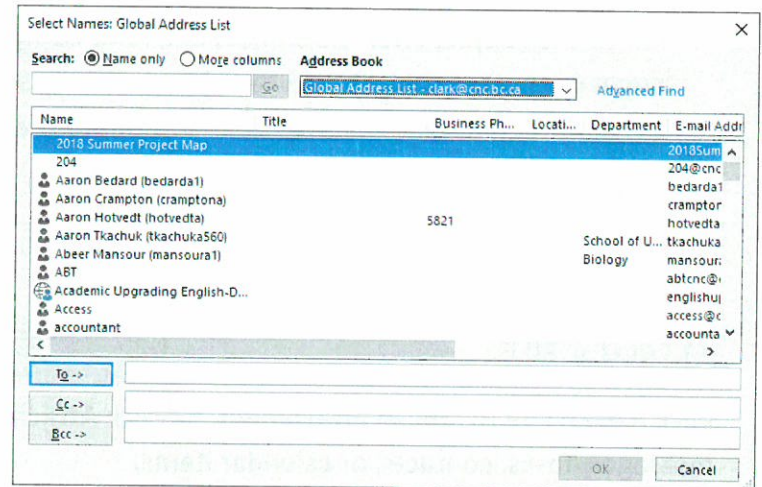 Select Names: Global Address List
Search: Name only More columns Address Book
Go Global Address List - clark@cnc.bc.ca Advanced Find
Name Title Business Ph... Locati... Department E-mail Addr
2018 Summer Project Map 2018Sum
204 204@cnc
Aaron Bedard (bedarda1) bedarda1
Aaron Crampton (cramptona) crampton
Aaron Hotvedt (hotvedta) 5821 hotvedta
Aaron Tkachuk (tkachuka560) School of U... tkachuka
Abeer Mansour (mansoura1) Biology mansour
ABT abtcnc@
Academic Upgrading English-D... englishu
Access access@c
accountant accounta
To ->
Cc ->
Bcc ->
OK Cancel